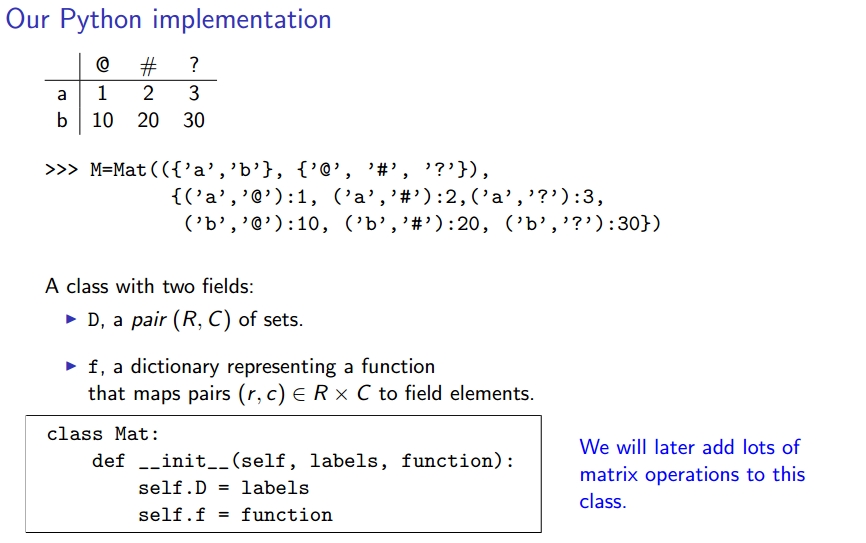 Our Python implementation
@ # ?
a 1 2 3
b 10 20 30
>>> M=Mat(({’a’,’b’}, {’@’, ’#’, ’?’}),
{(’a’,’@’):1, (’a’,’#’):2,(’a’,’?’):3,
(’b’,’@’):10, (’b’,’#’):20, (’b’,’?’):30})
A class with two fields:
▶ D, a pair (R, C) of sets.
▶ f, a dictionary representing a function
that maps pairs (r, c) ∈ R × C to field elements.
class Mat:
def __init__(self, labels, function):
self.D = labels
self.f = function
We will later add lots of
matrix operations to this
class.